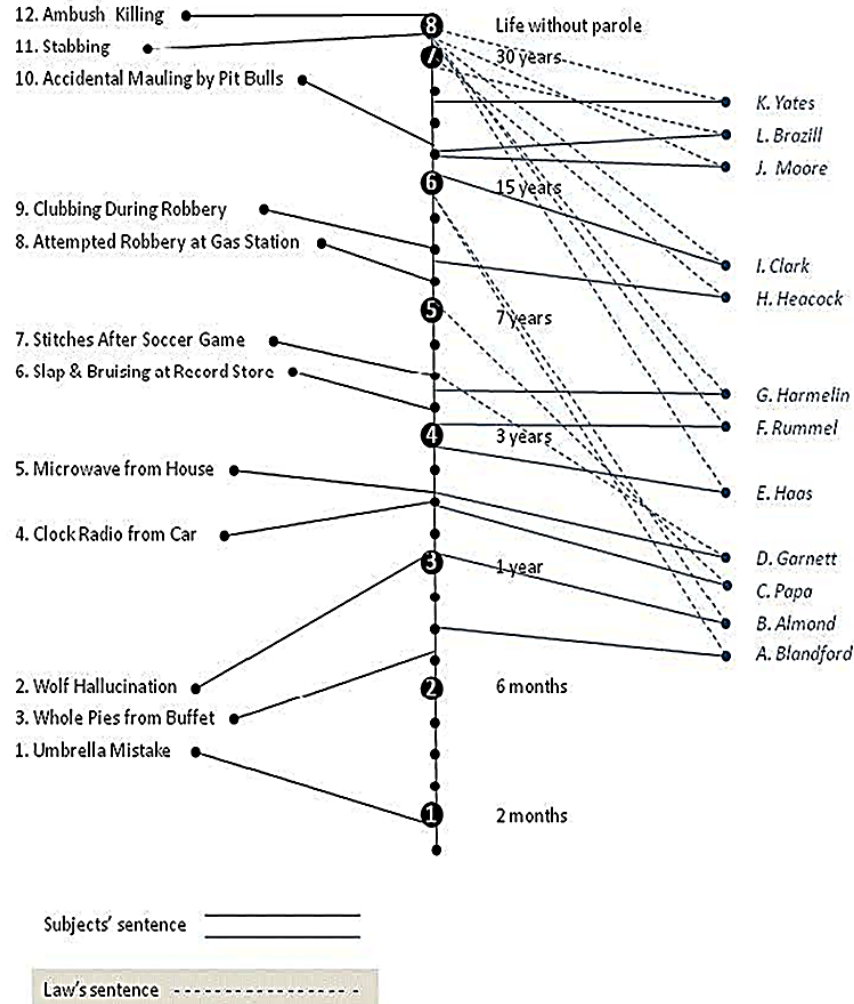 12. Ambush Killing
11. Stabbing
10. Accidental Mauling by Pit Bulls
9. Clubbing During Robbery
8. Attempted Robbery at Gas Station
7. Stitches After Soccer Game
6. Slap & Bruising at Record Store
5. Microwave from House
4. Clock Radio from Car
2. Wolf Hallucination
3. Whole Pies from Buffet
1. Umbrella Mistake
8 Life without parole
7 30 years
6 15 years
5 7 years
4 3 years
3 1 year
2 6 months
1 2 months
K. Yates
L. Brazill
J. Moore
I. Clark
H. Heacock
G. Harmelin
F. Rummel
E. Haas
D. Garnett
C. Papa
B. Almond
A. Blandford
Subjects' sentence
Law's sentence